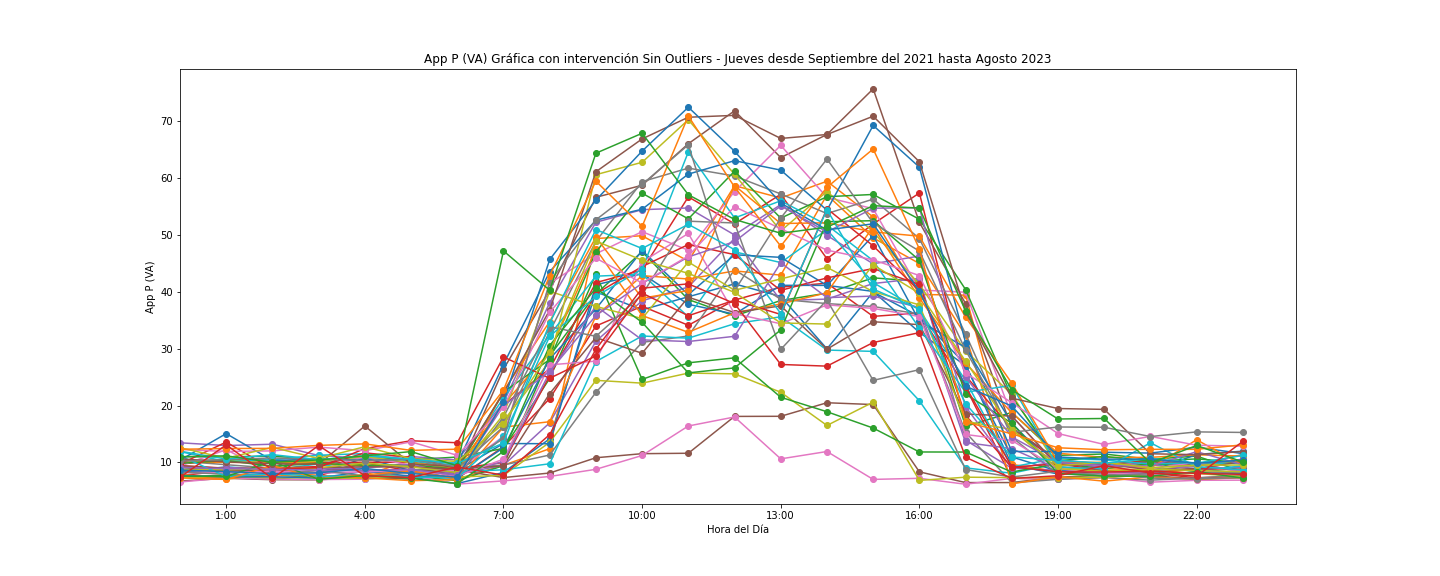 App P (VA) Gráfica con intervención Sin Outliers - Jueves desde Septiembre del 2021 hasta Agosto 2023
App P (VA)
70
60
50
40
30
20
10
1:00 4:00 7:00 10:00 13:00 16:00 19:00 22:00
Hora del Día